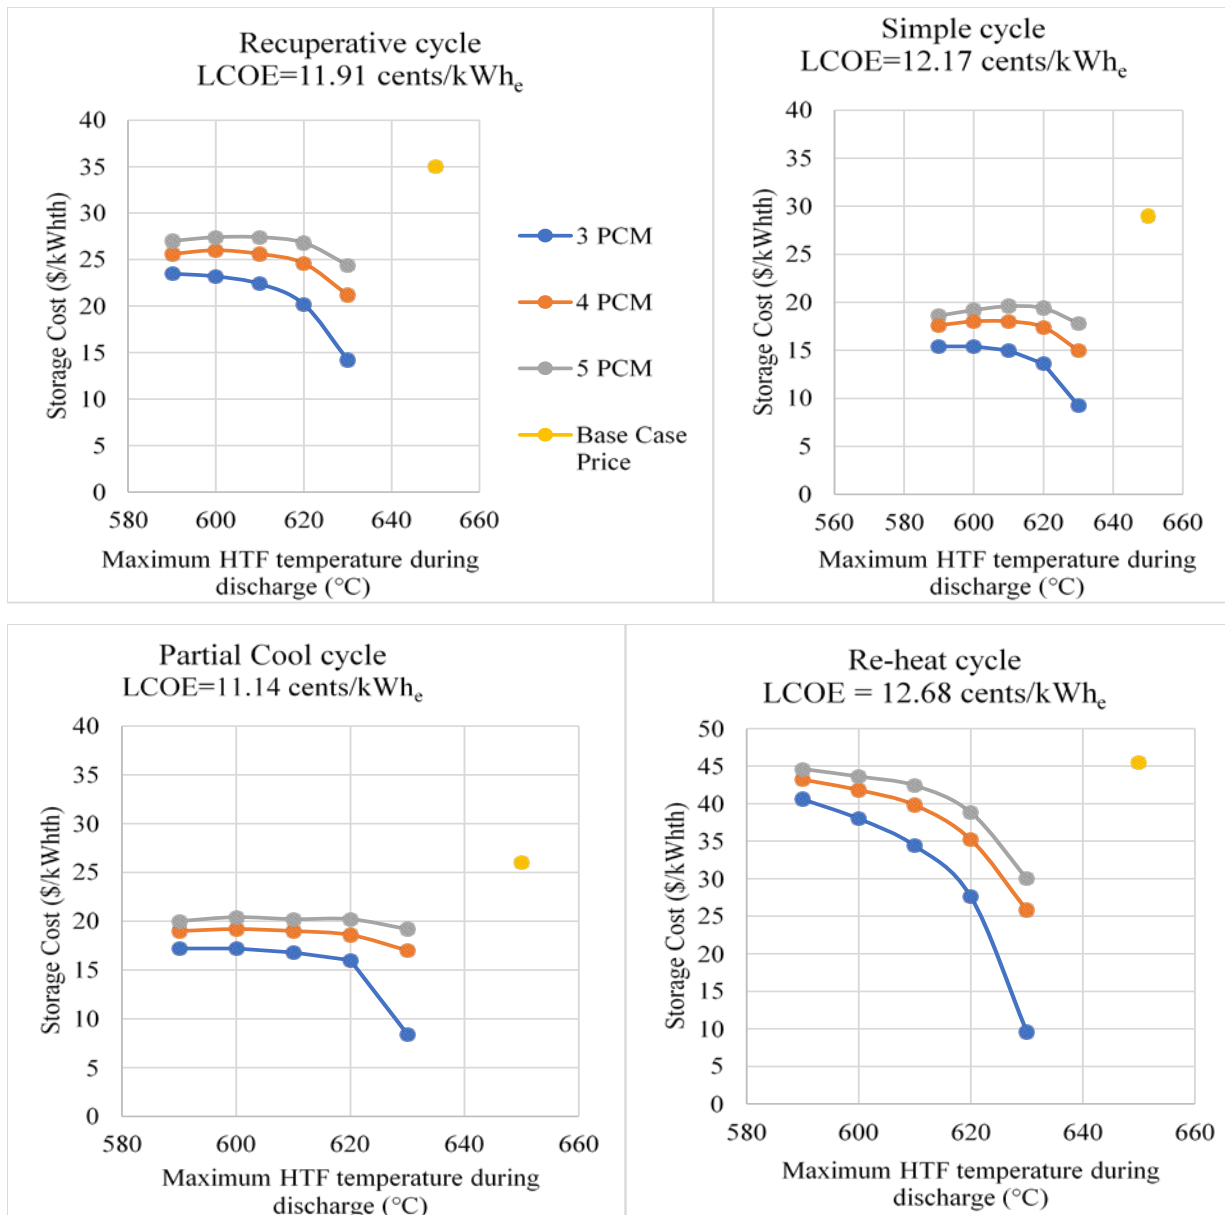 Recuperative cycle
LCOE=11.91 cents/kWhe
40
35
30
25
20
15
10
5
0
580 600 620 640 660
Storage Cost ($/kWhth)
Maximum HTF temperature during
discharge (°C)
3 PCM
4 PCM
5 PCM
Base Case
Price
Simple cycle
LCOE=12.17 cents/kWhe
40
35
30
25
20
15
10
5
0
560 580 600 620 640 660
Storage Cost ($/kWhth)
Maximum HTF temperature during
discharge (°C)
Partial Cool cycle
LCOE=11.14 cents/kWhe
40
35
30
25
20
15
10
5
0
580 600 620 640 660
Storage Cost ($/kWhth)
Maximum HTF temperature during
discharge (°C)
Re-heat cycle
LCOE = 12.68 cents/kWhe
50
45
40
35
30
25
20
15
10
5
0
580 600 620 640 660
Storage Cost ($/kWhth)
Maximum HTF temperature during
discharge (°C)